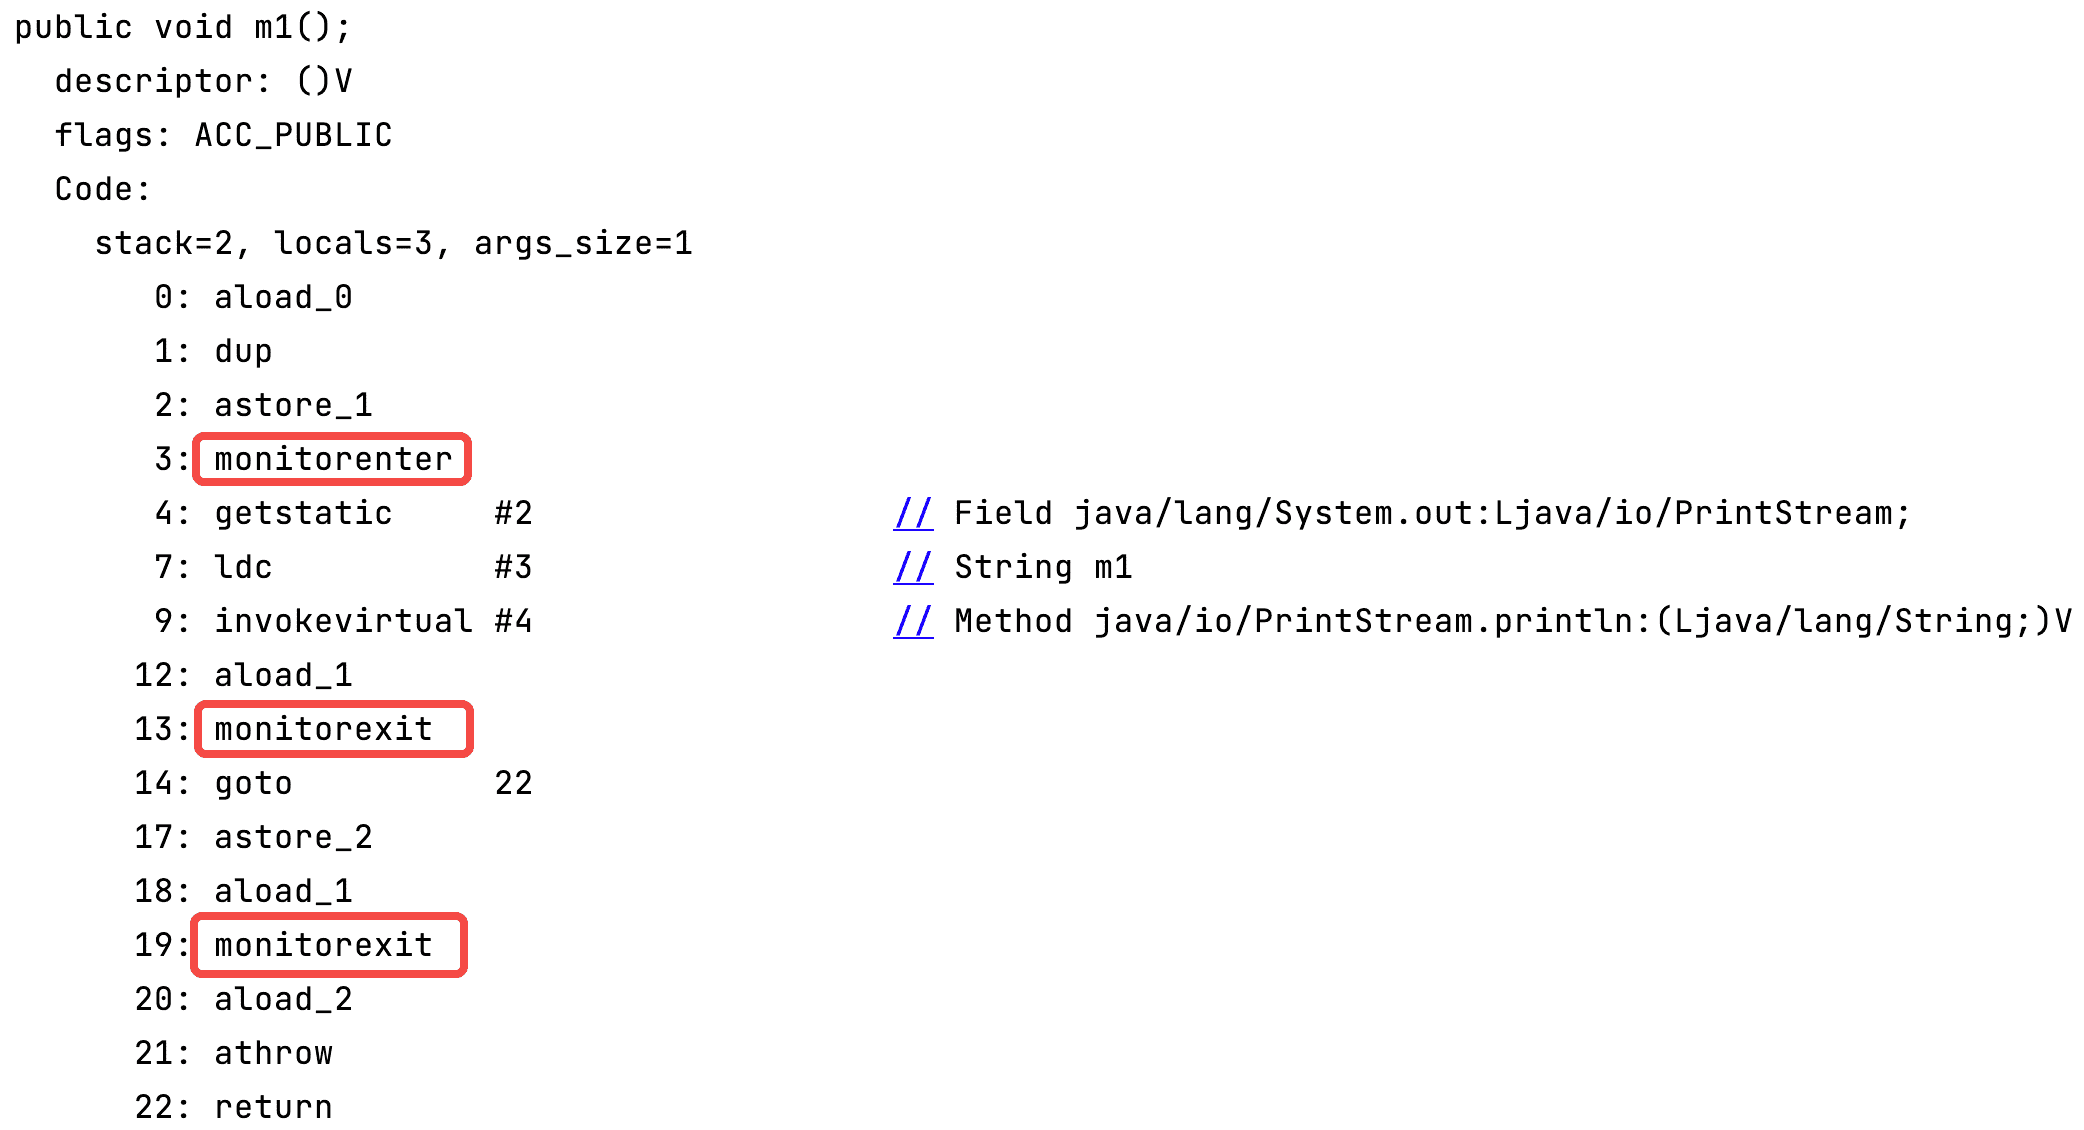 public void m1();
  descriptor: ()V
  flags: ACC_PUBLIC
  Code:
    stack=2, locals=3, args_size=1
       0: aload_0
       1: dup
       2: astore_1
       3: monitorenter
       4: getstatic     #2                  // Field java/lang/System.out:Ljava/io/PrintStream;
       7: ldc           #3                  // String m1
       9: invokevirtual #4                  // Method java/io/PrintStream.println:(Ljava/lang/String;)V
      12: aload_1
      13: monitorexit
      14: goto          22
      17: astore_2
      18: aload_1
      19: monitorexit
      20: aload_2
      21: athrow
      22: return